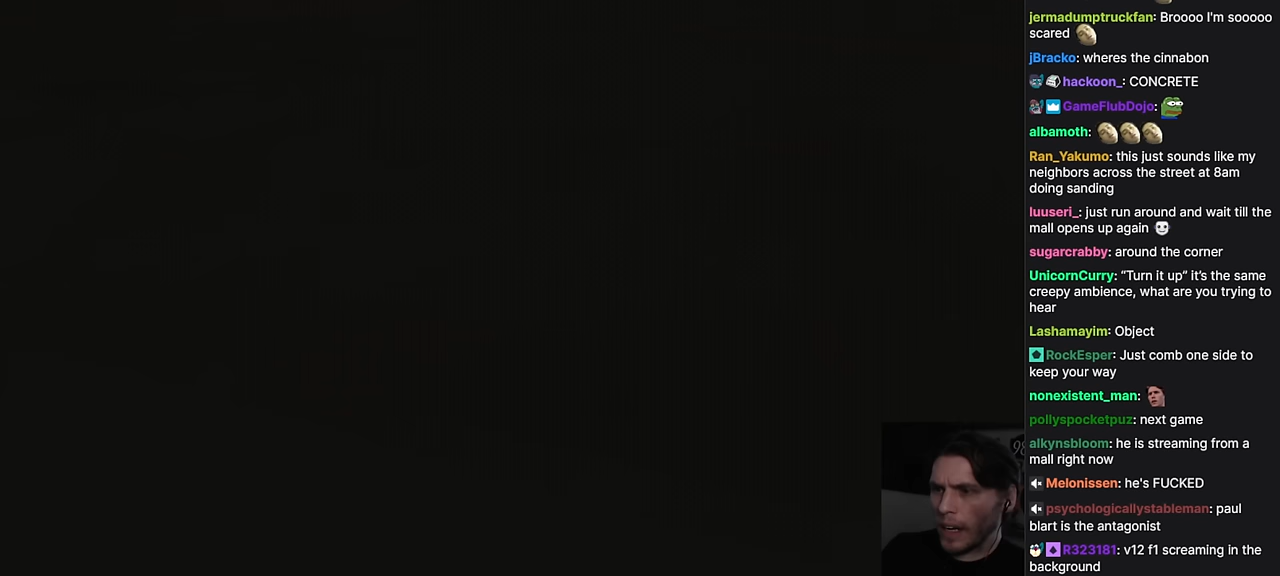 jermadumptruckfan: Broooo I'm sooooo
scared
jBracko: wheres the cinnabon
hackoon_: CONCRETE
GameFlubDojo:
albamoth:
Ran_Yakumo: this just sounds like my
neighbors across the street at 8am
doing sanding
luuseri_: just run around and wait till the
mall opens up again
sugarcrabby: around the corner
UnicornCurry: “Turn it up” it’s the same
creepy ambience, what are you trying to
hear
Lashamayim: Object
RockEsper: Just comb one side to
keep your way
nonexistent_man:
pollyspocketpuz: next game
alkynsbloom: he is streaming from a
mall right now
Melonissen: he's FUCKED
psychologicallystableman: paul
blart is the antagonist
R323181: v12 f1 screaming in the
background